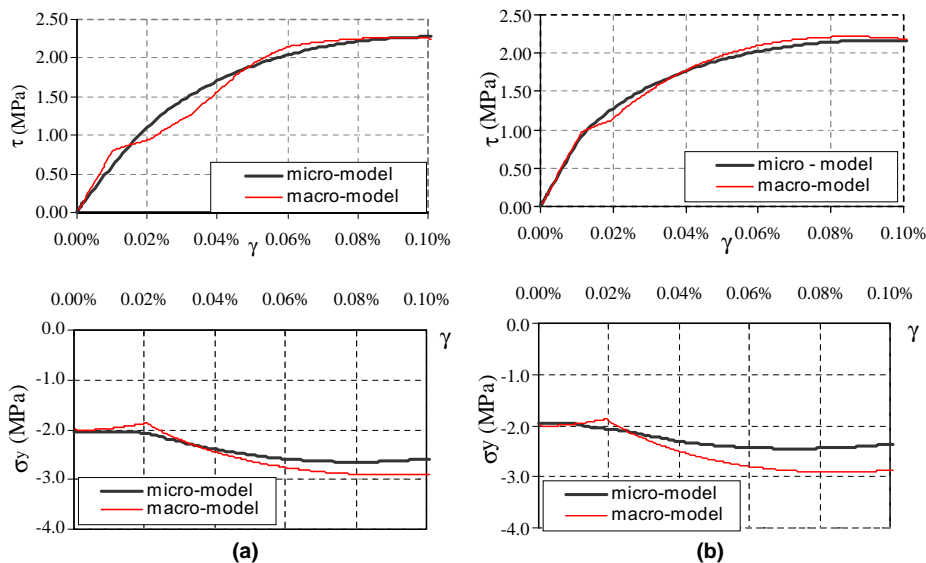 2.50
2.00
1.50
1.00
0.50
0.00
τ (MPa)
micro-model
macro-model
0.00% 0.02% 0.04% 0.06% 0.08% 0.10%
γ
2.50
2.00
1.50
1.00
0.50
0.00
τ (MPa)
micro - model
macro-model
0.00% 0.02% 0.04% 0.06% 0.08% 0.10%
γ
0.00% 0.02% 0.04% 0.06% 0.08% 0.10%
γ
0.0
-1.0
-2.0
-3.0
-4.0
σy (MPa)
micro-model
macro-model
(a)
0.00% 0.02% 0.04% 0.06% 0.08% 0.10%
γ
0.0
-1.0
-2.0
-3.0
-4.0
σy (MPa)
micro-model
macro-model
(b)